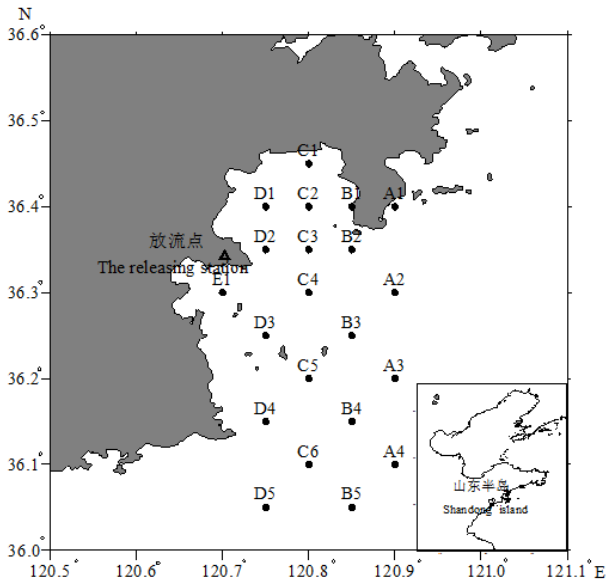 N
36.6°
36.5°
C1
36.4° D1 C2 B1 A1
放流点 D2 C3 B2
The releasing station
36.3° E1 C4 A2
D3 B3
36.2° C5 A3
D4 B4
36.1° C6 A4
山东半岛
Shandong island
D5 B5
36.0°
120.5° 120.6° 120.7° 120.8° 120.9° 121.0° 121.1° E